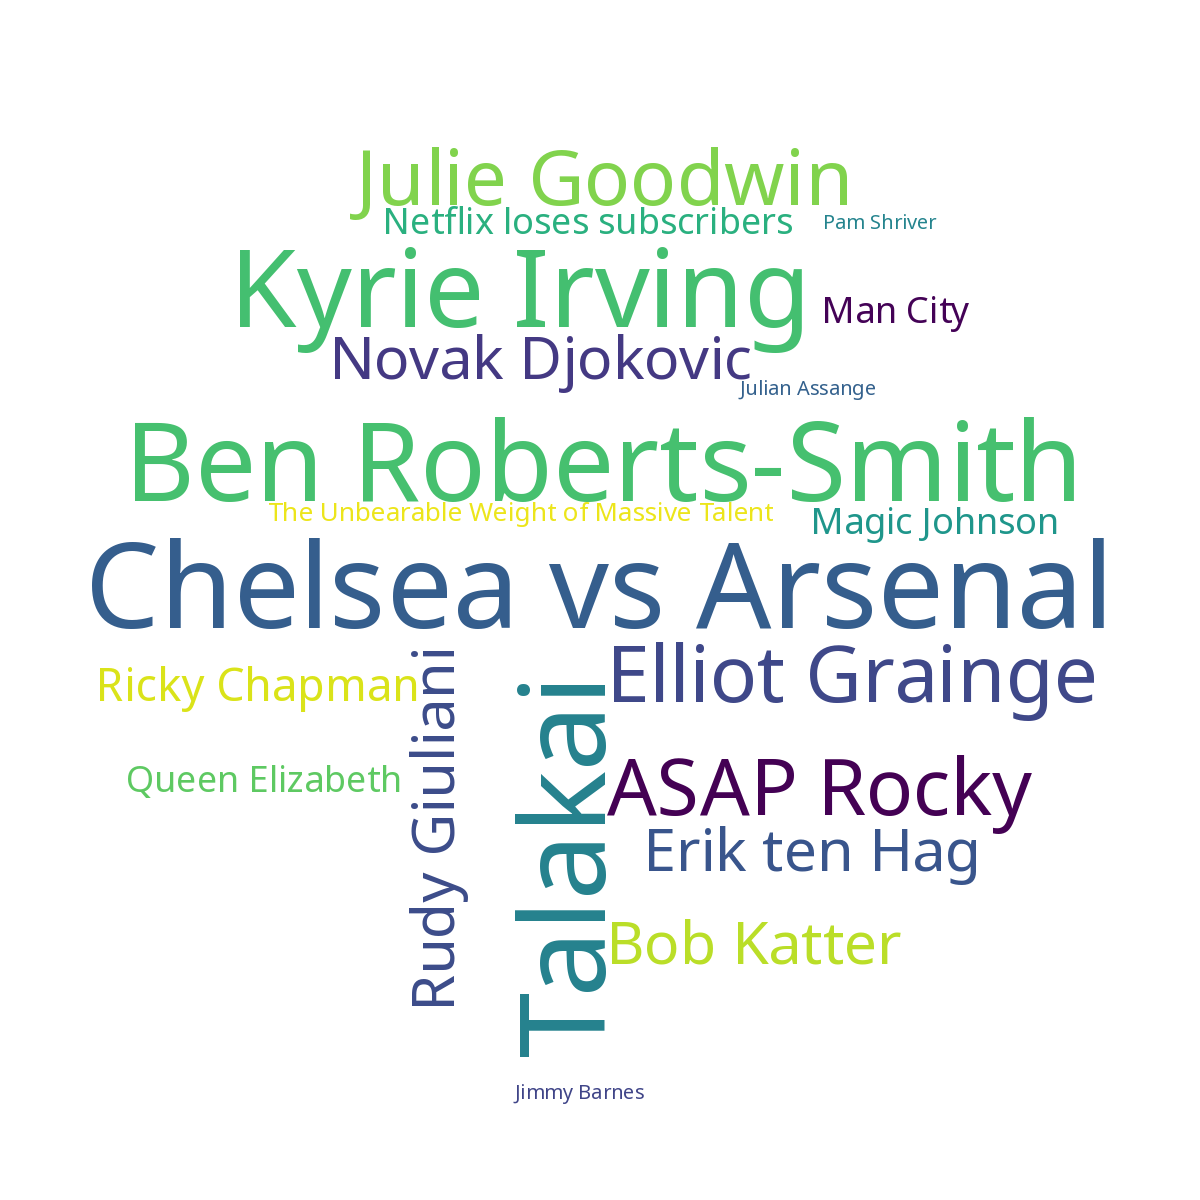 Julie Goodwin
Netflix loses subscribers
Pam Shriver
Kyrie Irving
Man City
Novak Djokovic
Julian Assange
Ben Roberts-Smith
The Unbearable Weight of Massive Talent
Magic Johnson
Chelsea vs Arsenal
Elliot Grainge
Ricky Chapman
Rudy Giuliani
Talakai
Queen Elizabeth
ASAP Rocky
Erik ten Hag
Bob Katter
Jimmy Barnes